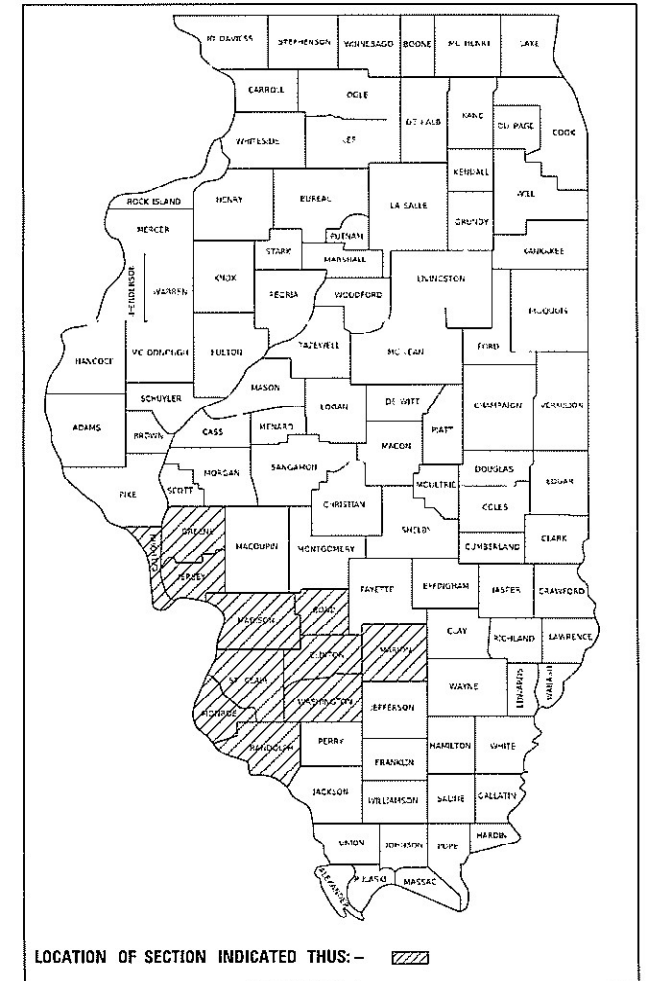 JO DAVIESS STEPHENSON WINNEBAGO BOONE MC HENRY LAKE
CARROLL OGLE DE KALB KANE DU PAGE COOK
WHITESIDE LEE KENDALL WILL
ROCK ISLAND HENRY BUREAU LA SALLE GRUNDY
MERCER STARK PUTNAM MARSHALL KANKAKEE
HENDERSON WARREN KNOX PEORIA WOODFORD LIVINGSTON IROQUOIS
HANCOCK MC DONOUGH FULTON TAZEWELL MC LEAN FORD
SCHUYLER MASON LOGAN DE WITT CHAMPAIGN VERMILION
ADAMS BROWN CASS MENARD MACON PIATT
PIKE SCOTT MORGAN SANGAMON MOULTRIE DOUGLAS EDGAR
CHRISTIAN SHELBY COLES
CALHOUN GREENE MACOUPIN MONTGOMERY CUMBERLAND CLARK
JERSEY FAYETTE EFFINGHAM JASTER CRAWFORD
MADISON BOND CLAY RICHLAND LAWRENCE
CLINTON MARION WAYNE EDWARDS WABASH
ST. CLAIR WASHINGTON JEFFERSON
MONROE RANDOLPH PERRY HAMILTON WHITE
FRANKLIN
JACKSON WILLIAMSON SALINE GALLATIN
UNION JOHNSON POPE HARDIN
ALEXANDER PULASKI MASSAC
LOCATION OF SECTION INDICATED THUS: –